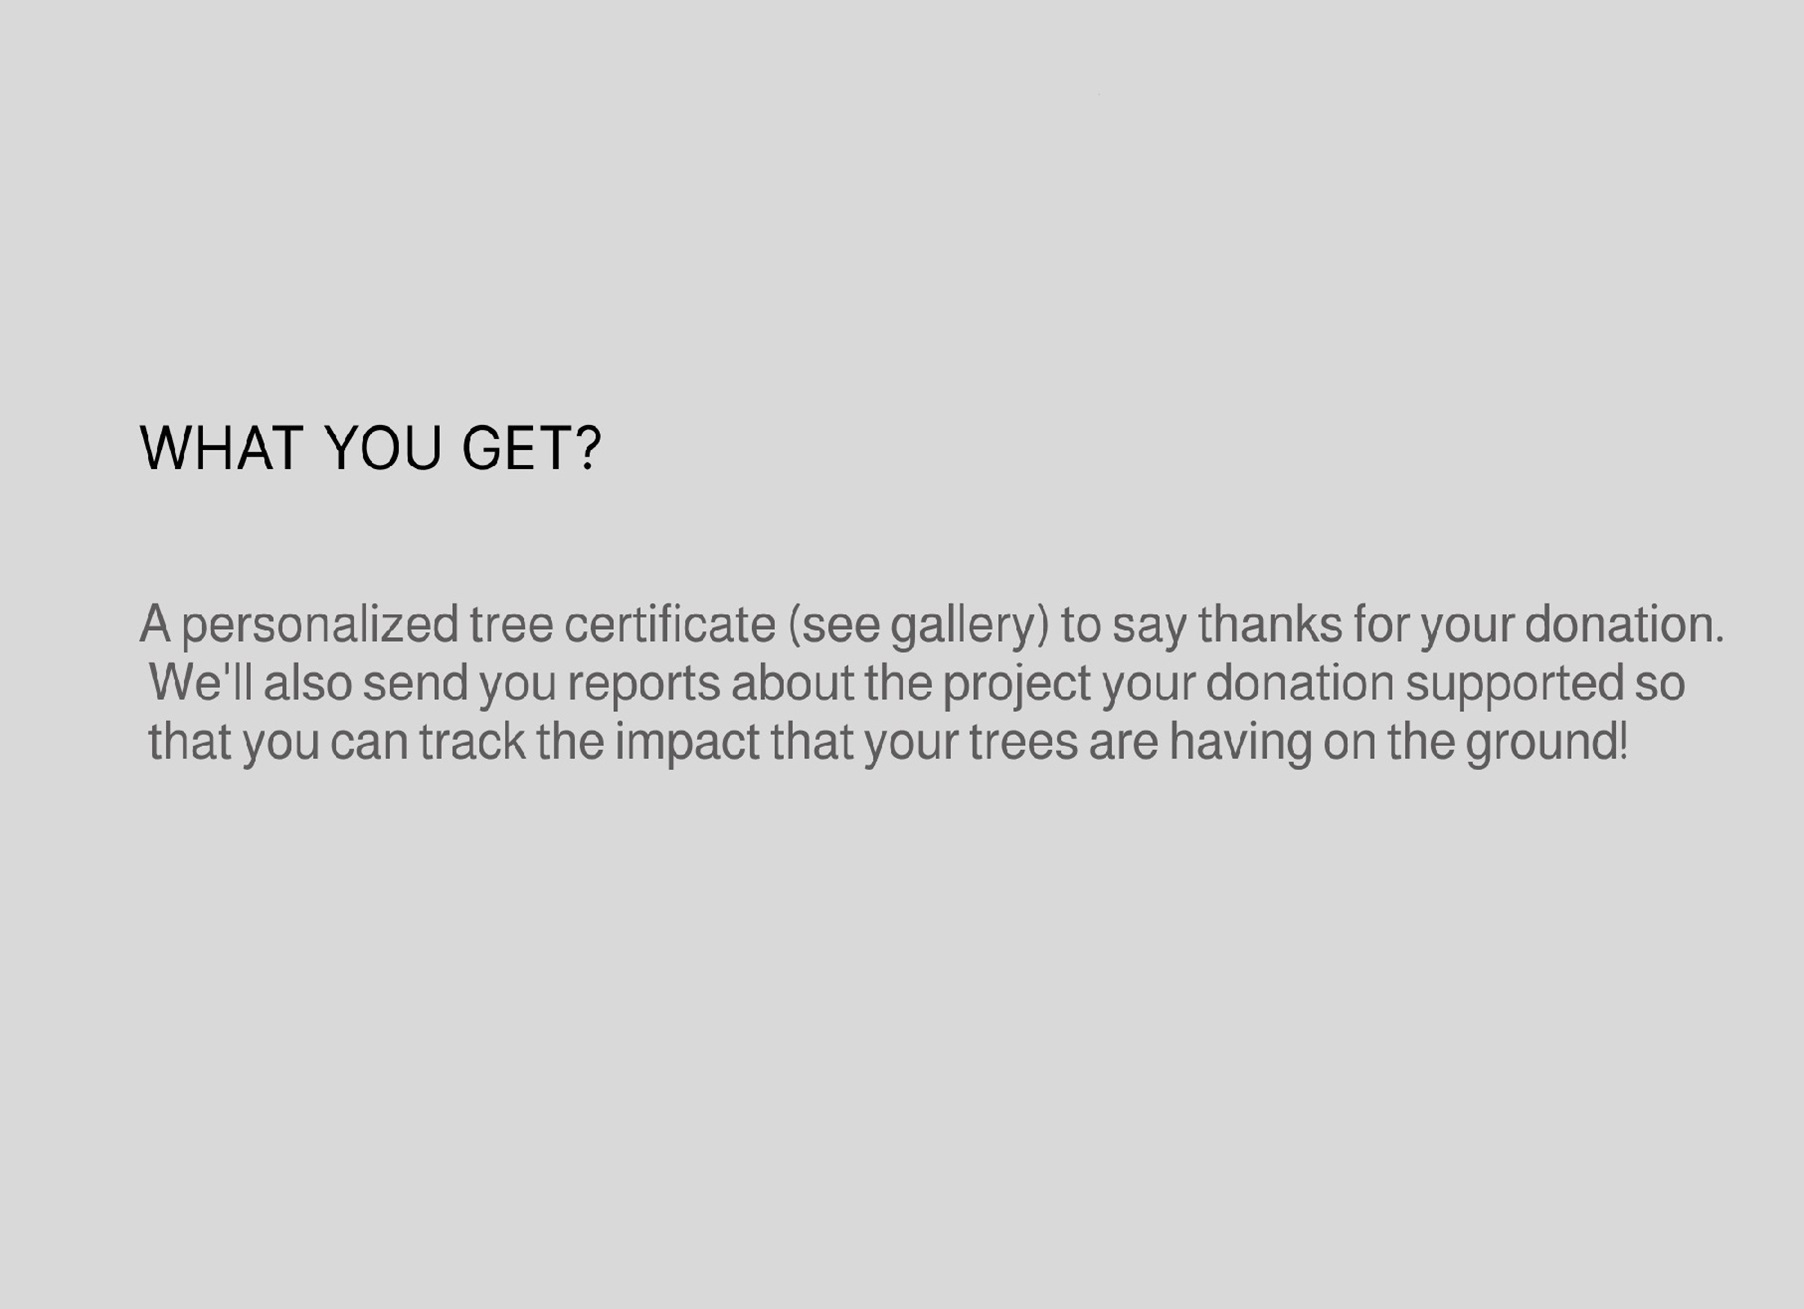 WHAT YOU GET?
A personalized tree certificate (see gallery) to say thanks for your donation.
We'll also send you reports about the project your donation supported so
that you can track the impact that your trees are having on the ground!